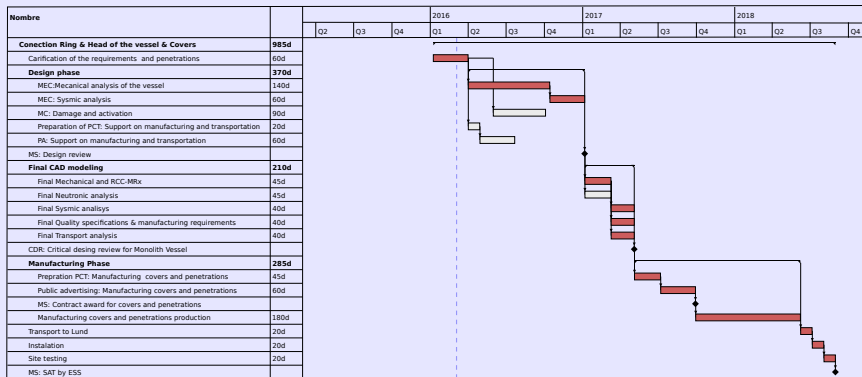 Nombre
2016 2017 2018
Q2 Q3 Q4 Q1 Q2 Q3 Q4 Q1 Q2 Q3 Q4 Q1 Q2 Q3 Q4
Conection Ring & Head of the vessel & Covers 985d
Carification of the requirements and penetrations 60d
Design phase 370d
MEC:Mecanical analysis of the vessel 140d
MEC: Sysmic analysis 60d
MC: Damage and activation 90d
Preparation of PCT: Support on manufacturing and transportation 20d
PA: Support on manufacturing and transportation 60d
MS: Design review
Final CAD modeling 210d
Final Mechanical and RCC-MRx 45d
Final Neutronic analysis 45d
Final Sysmic analisys 40d
Final Quality specifications & manufacturing requirements 40d
Final Transport analysis 40d
CDR: Critical desing review for Monolith Vessel
Manufacturing Phase 285d
Prepration PCT: Manufacturing covers and penetrations 45d
Public advertising: Manufacturing covers and penetrations 60d
MS: Contract award for covers and penetrations
Manufacturing covers and penetrations production 180d
Transport to Lund 20d
Instalation 20d
Site testing 20d
MS: SAT by ESS